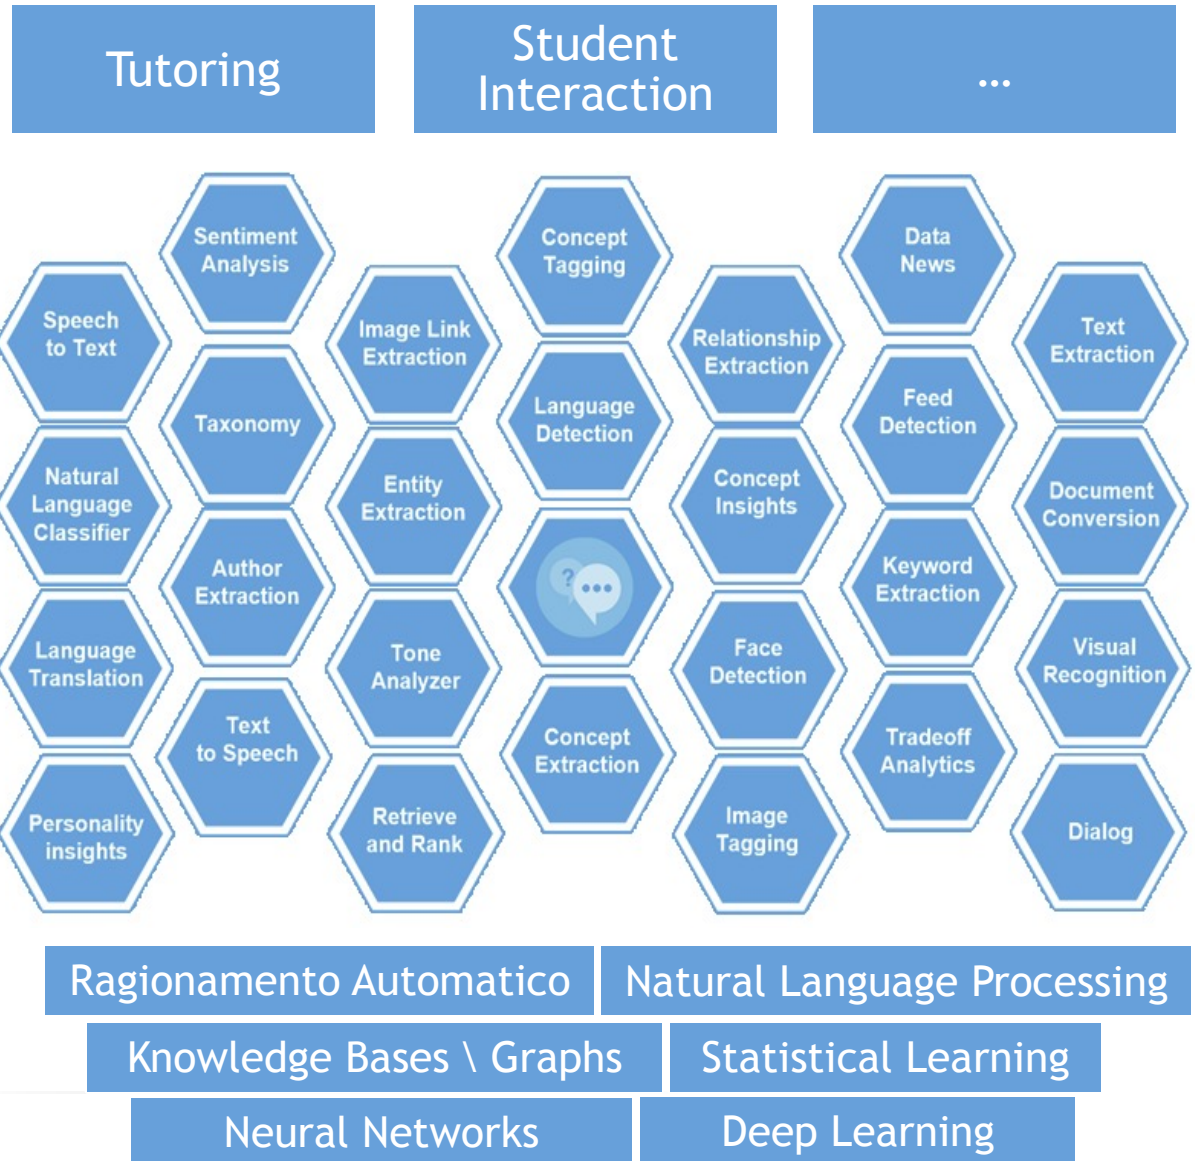 Tutoring
Student
Interaction
...
Sentiment
Analysis
Concept
Tagging
Data
News
Speech
to Text
Image Link
Extraction
Relationship
Extraction
Text
Extraction
Taxonomy
Language
Detection
Feed
Detection
Natural
Language
Classifier
Entity
Extraction
Concept
Insights
Document
Conversion
Author
Extraction
?
...
Keyword
Extraction
Language
Translation
Tone
Analyzer
Face
Detection
Visual
Recognition
Text
to Speech
Concept
Extraction
Tradeoff
Analytics
Personality
insights
Retrieve
and Rank
Image
Tagging
Dialog
Ragionamento Automatico
Natural Language Processing
Knowledge Bases \ Graphs
Statistical Learning
Neural Networks
Deep Learning